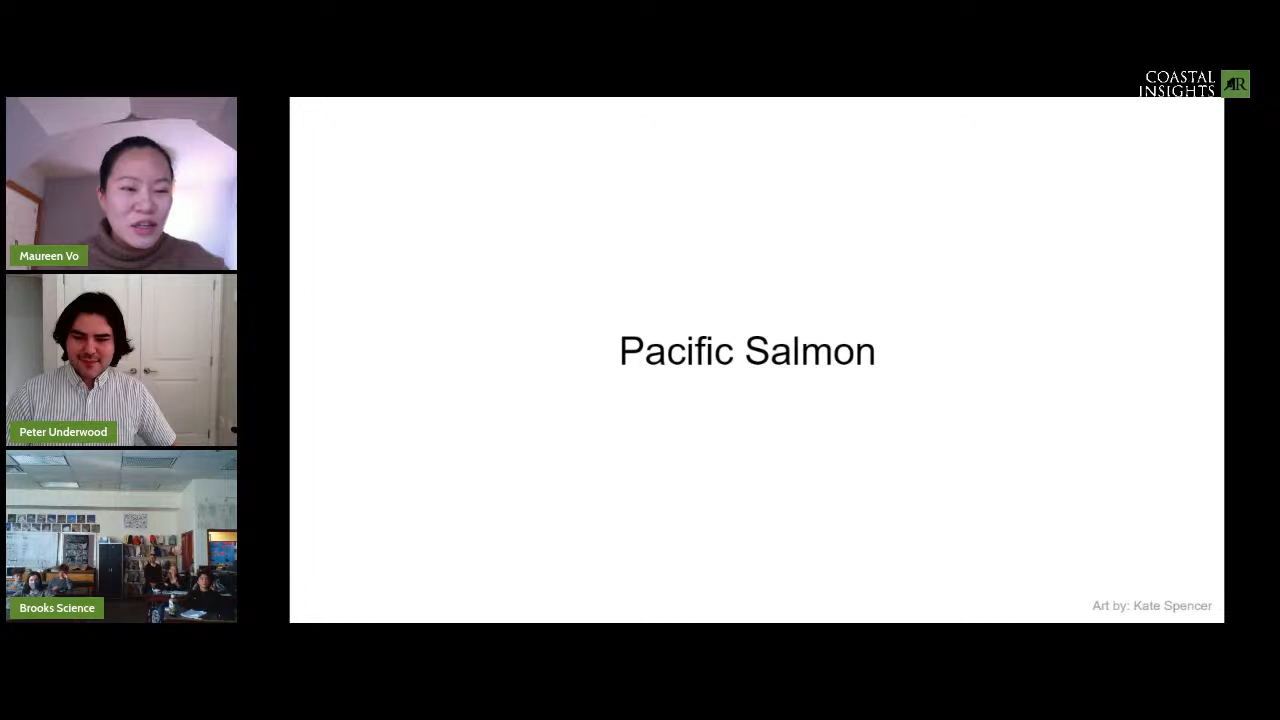 COASTAL
INSIGHTS
Maureen Vo
Peter Underwood
Brooks Science
Pacific Salmon
Art by: Kate Spencer